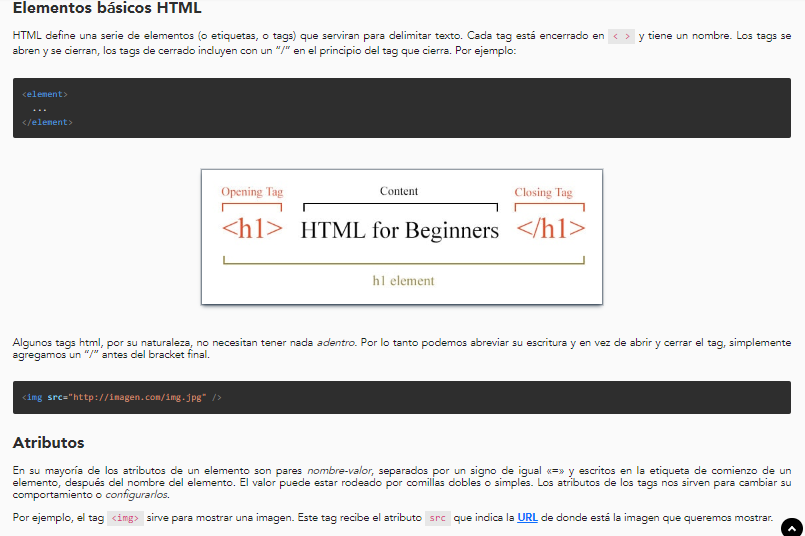 Elementos básicos HTML
HTML define una serie de elementos (o etiquetas, o tags) que serviran para delimitar texto. Cada tag está encerrado en < > y tiene un nombre. Los tags se
abren y se cierran, los tags de cerrado incluyen con un “/” en el principio del tag que cierra. Por ejemplo:
<element>
...
</element>
Opening Tag Content Closing Tag
<h1> HTML for Beginners </h1>
h1 element
Algunos tags html, por su naturaleza, no necesitan tener nada adentro. Por lo tanto podemos abreviar su escritura y en vez de abrir y cerrar el tag, simplemente
agregamos un “/” antes del bracket final.
<img src="http://imagen.com/img.jpg" />
Atributos
En su mayoría de los atributos de un elemento son pares nombre-valor, separados por un signo de igual «=» y escritos en la etiqueta de comienzo de un
elemento, después del nombre del elemento. El valor puede estar rodeado por comillas dobles o simples. Los atributos de los tags nos sirven para cambiar su
comportamiento o configurarlos.
Por ejemplo, el tag <img> sirve para mostrar una imagen. Este tag recibe el atributo src que indica la URL de donde está la imagen que queremos mostrar.